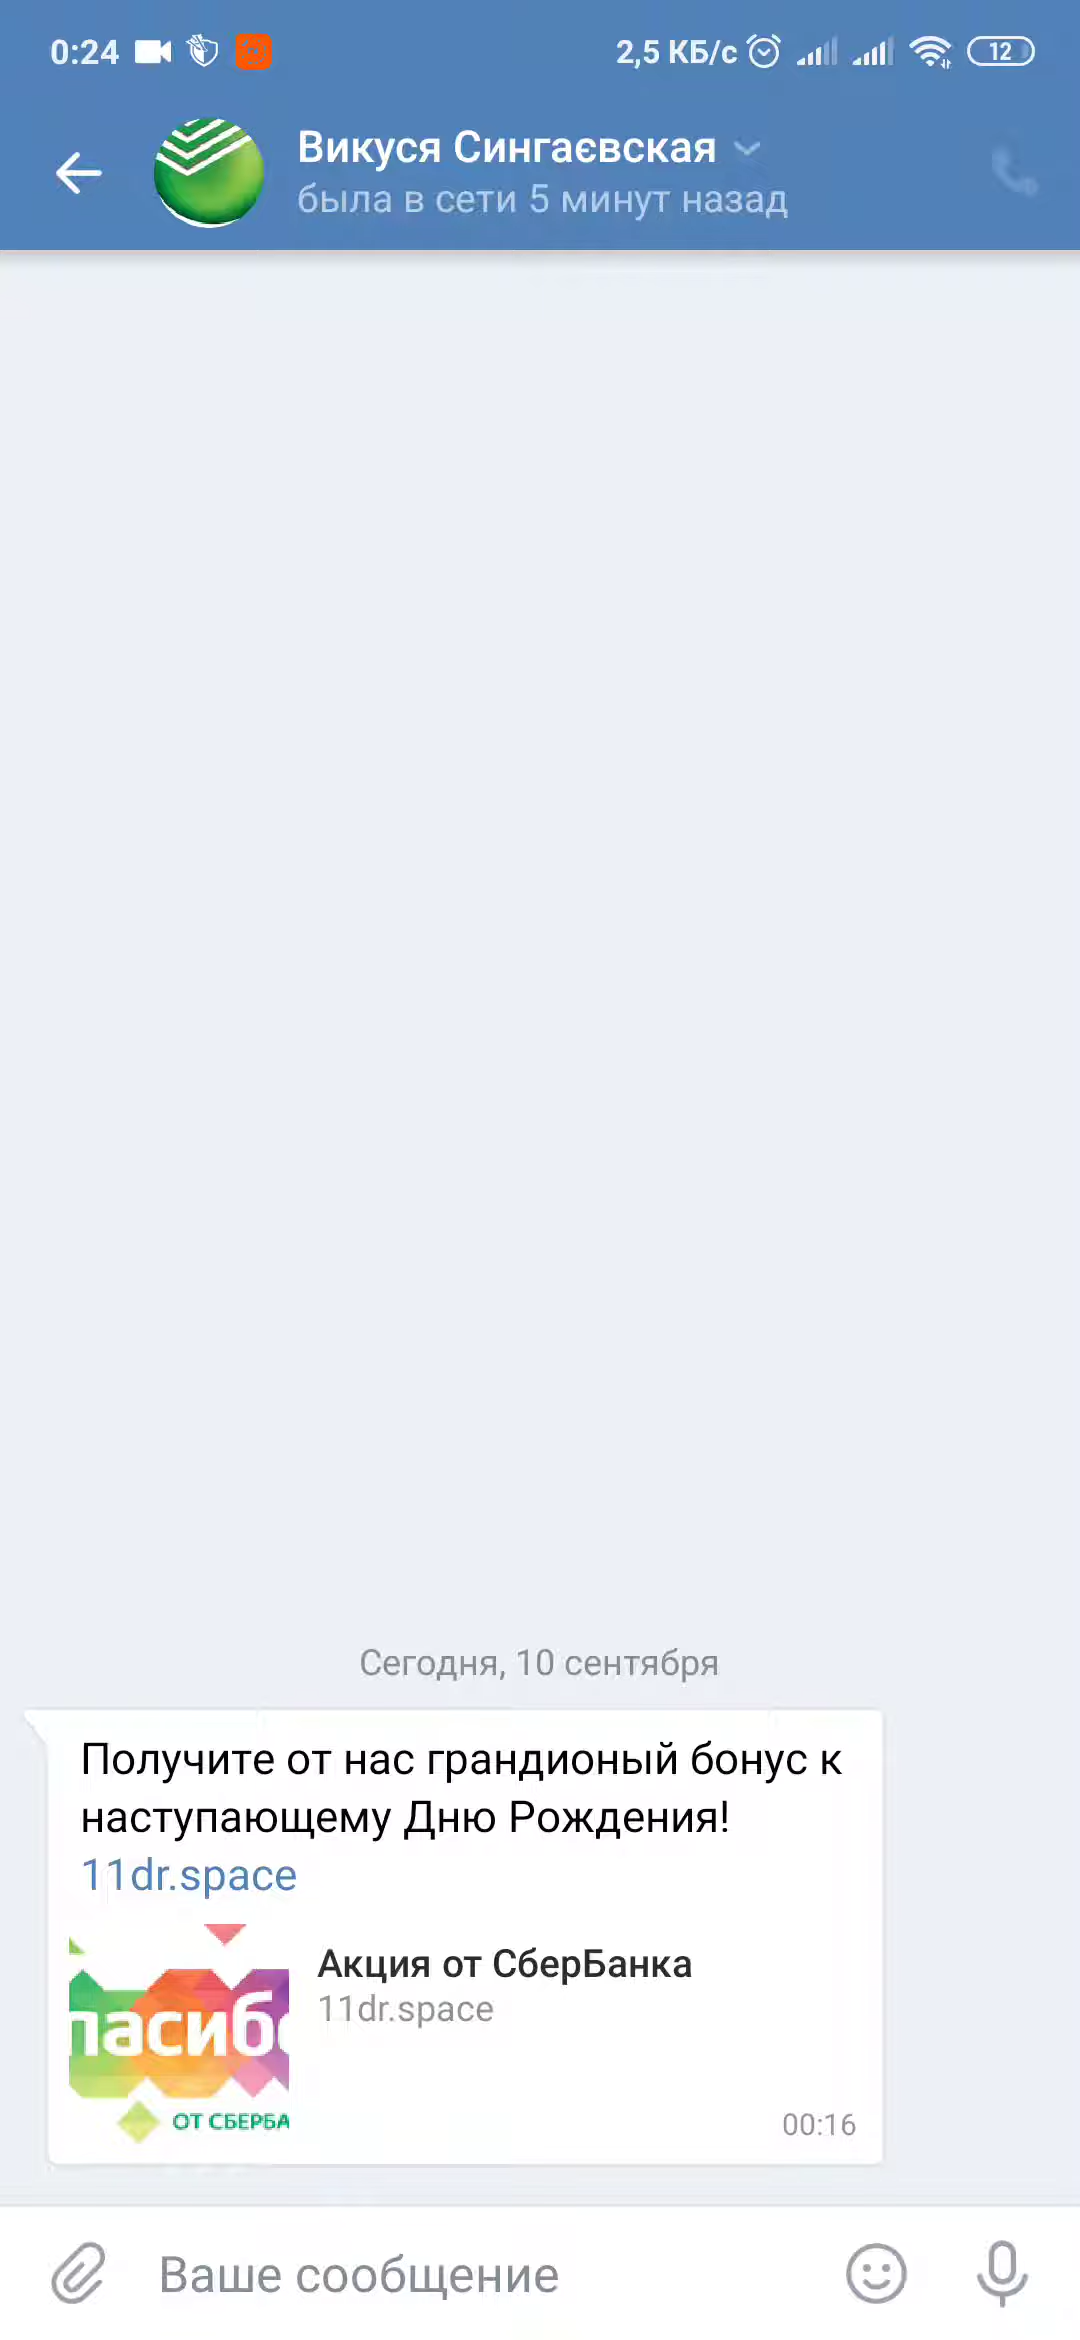 0:24
2,5 КБ/с
12
Викуся Сингаєвская
была в сети 5 минут назад
Сегодня, 10 сентября
Получите от нас грандионый бонус к
наступающему Дню Рождения!
11dr.space
Акция от СберБанка
11dr.space
пасибо
ОТ СБЕРБА
00:16
Ваше сообщение